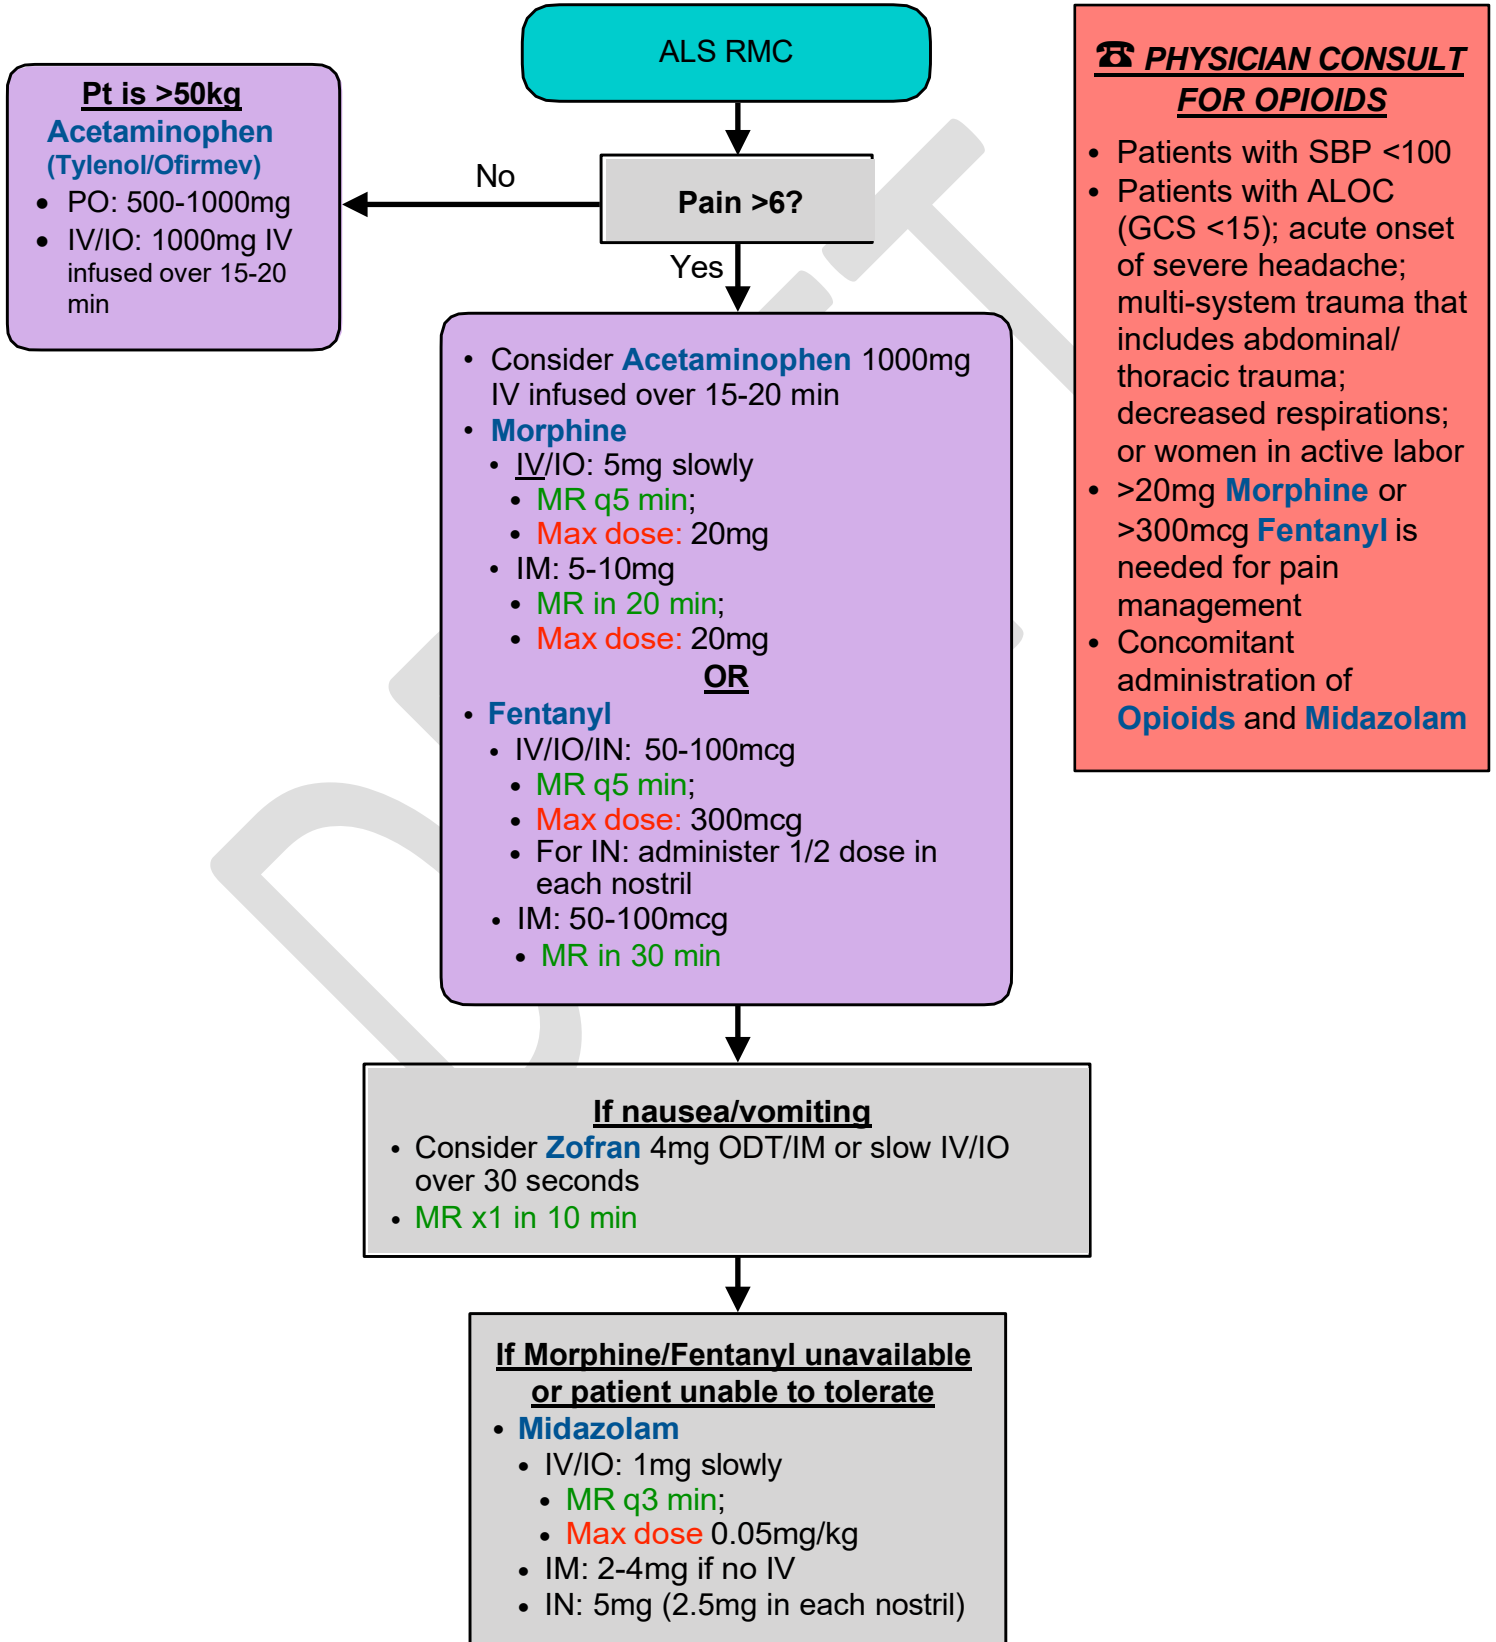 ALS RMC
Pt is >50kg
Acetaminophen
(Tylenol/Ofirmev)
• PO: 500-1000mg
• IV/IO: 1000mg IV
infused over 15-20
min
No
Pain >6?
Yes
• Consider Acetaminophen 1000mg
IV infused over 15-20 min
• Morphine
• IV/IO: 5mg slowly
• MR q5 min;
• Max dose: 20mg
• IM: 5-10mg
• MR in 20 min;
• Max dose: 20mg
OR
• Fentanyl
• IV/IO/IN: 50-100mcg
• MR q5 min;
• Max dose: 300mcg
• For IN: administer 1/2 dose in
each nostril
• IM: 50-100mcg
• MR in 30 min
☎ PHYSICIAN CONSULT
FOR OPIOIDS
• Patients with SBP <100
• Patients with ALOC
(GCS <15); acute onset
of severe headache;
multi-system trauma that
includes abdominal/
thoracic trauma;
decreased respirations;
or women in active labor
• >20mg Morphine or
>300mcg Fentanyl is
needed for pain
management
• Concomitant
administration of
Opioids and Midazolam
If nausea/vomiting
• Consider Zofran 4mg ODT/IM or slow IV/IO
over 30 seconds
• MR x1 in 10 min
If Morphine/Fentanyl unavailable
or patient unable to tolerate
• Midazolam
• IV/IO: 1mg slowly
• MR q3 min;
• Max dose 0.05mg/kg
• IM: 2-4mg if no IV
• IN: 5mg (2.5mg in each nostril)